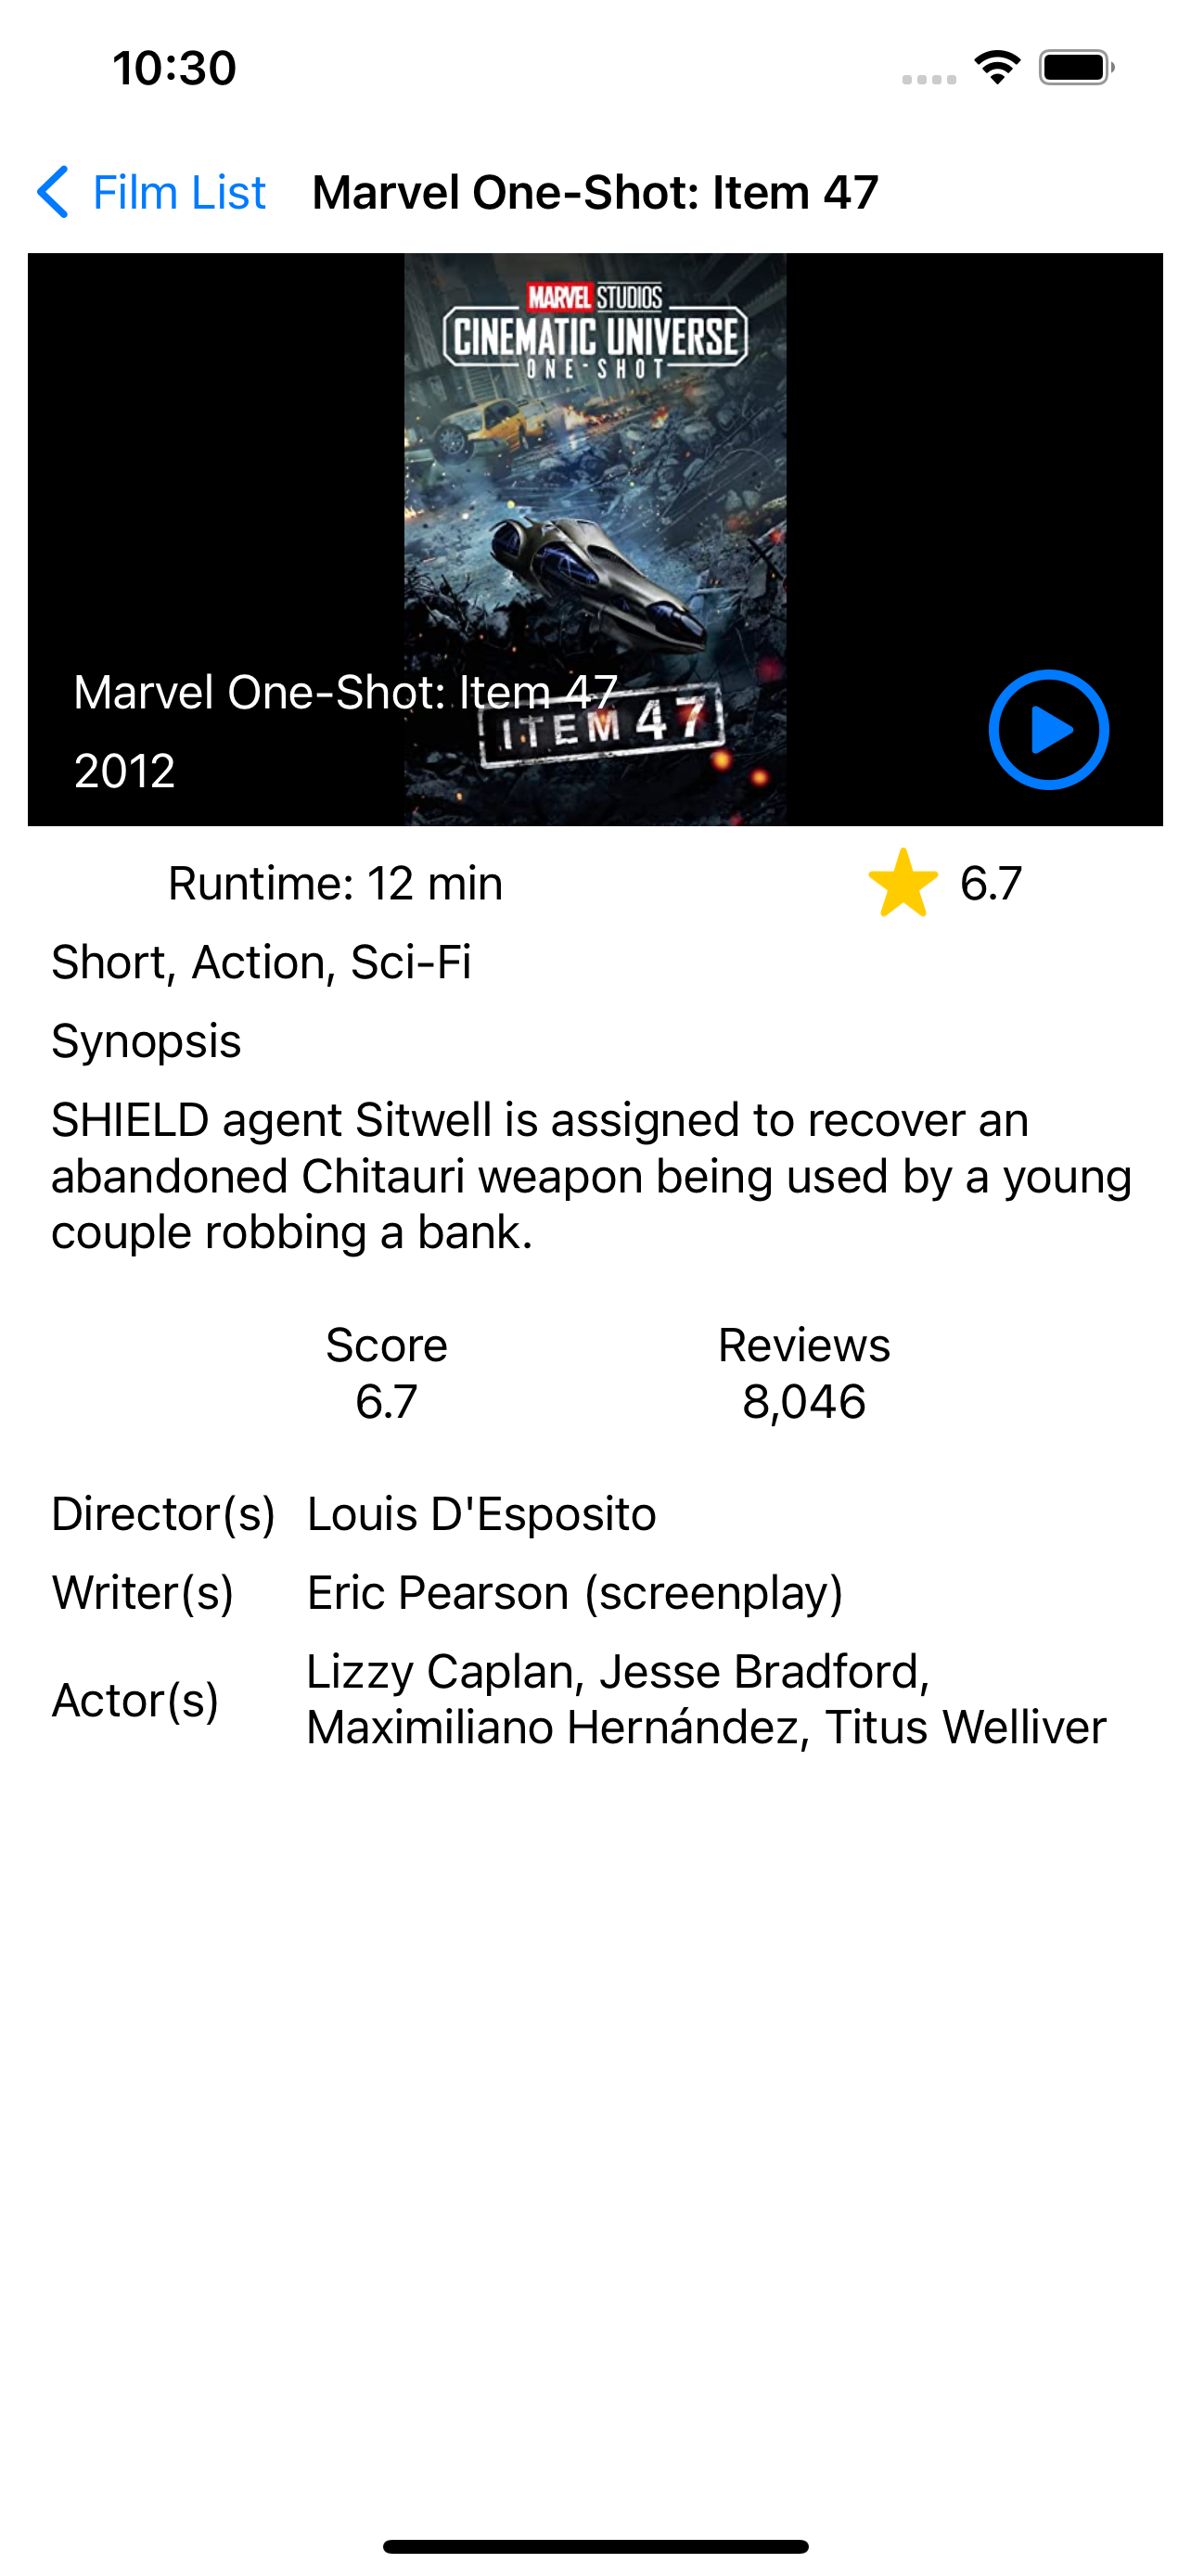 10:30
Film List
Marvel One-Shot: Item 47
MARVEL STUDIOS
CINEMATIC UNIVERSE
ONE-SHOT
Marvel One-Shot: Item 47
ITEM 47
2012
Runtime: 12 min
6.7
Short, Action, Sci-Fi
Synopsis
SHIELD agent Sitwell is assigned to recover an
abandoned Chitauri weapon being used by a young
couple robbing a bank.
Score Reviews
6.7 8,046
Director(s) Louis D'Esposito
Writer(s) Eric Pearson (screenplay)
Actor(s) Lizzy Caplan, Jesse Bradford,
Maximiliano Hernández, Titus Welliver